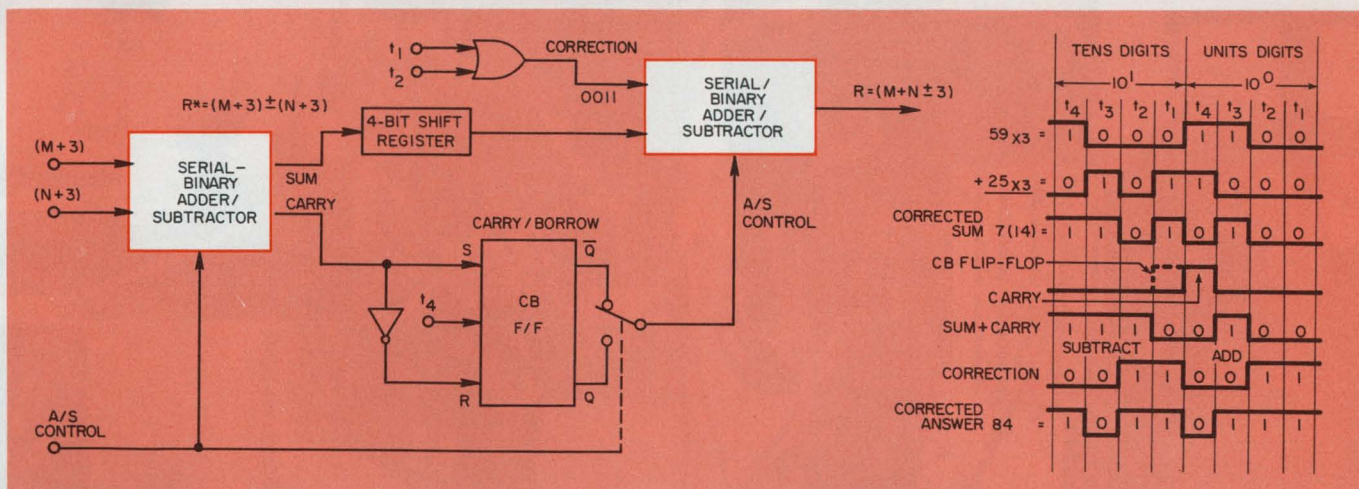 t1
t2
CORRECTION
0011
R*=(M+3)±(N+3)
4-BIT SHIFT
REGISTER
(M+3)
(N+3)
SERIAL-
BINARY
ADDER/
SUBTRACTOR
SUM
CARRY
SERIAL/
BINARY
ADDER
/SUBTRACTOR
R=(M+N±3)
A/S
CONTROL
CARRY/BORROW
S
Q̅
t4
CB
F/F
R
Q
A/S
CONTROL
TENS DIGITS UNITS DIGITS
10¹ 10⁰
t4 t3 t2 t1 t4 t3 t2 t1
59X3= 1 0 0 0 1 1 0 0
+25X3= 0 1 0 1 1 0 0 0
CORRECTED
SUM 7(14)= 1 1 0 1 0 1 0 0
CB FLIP-FLOP
CARRY
SUM+CARRY 1 1 1 0 0 1 0 0
SUBTRACT ADD
CORRECTION 0 0 1 1 0 0 1 1
CORRECTED
ANSWER 84 = 1 0 1 1 0 1 1 1